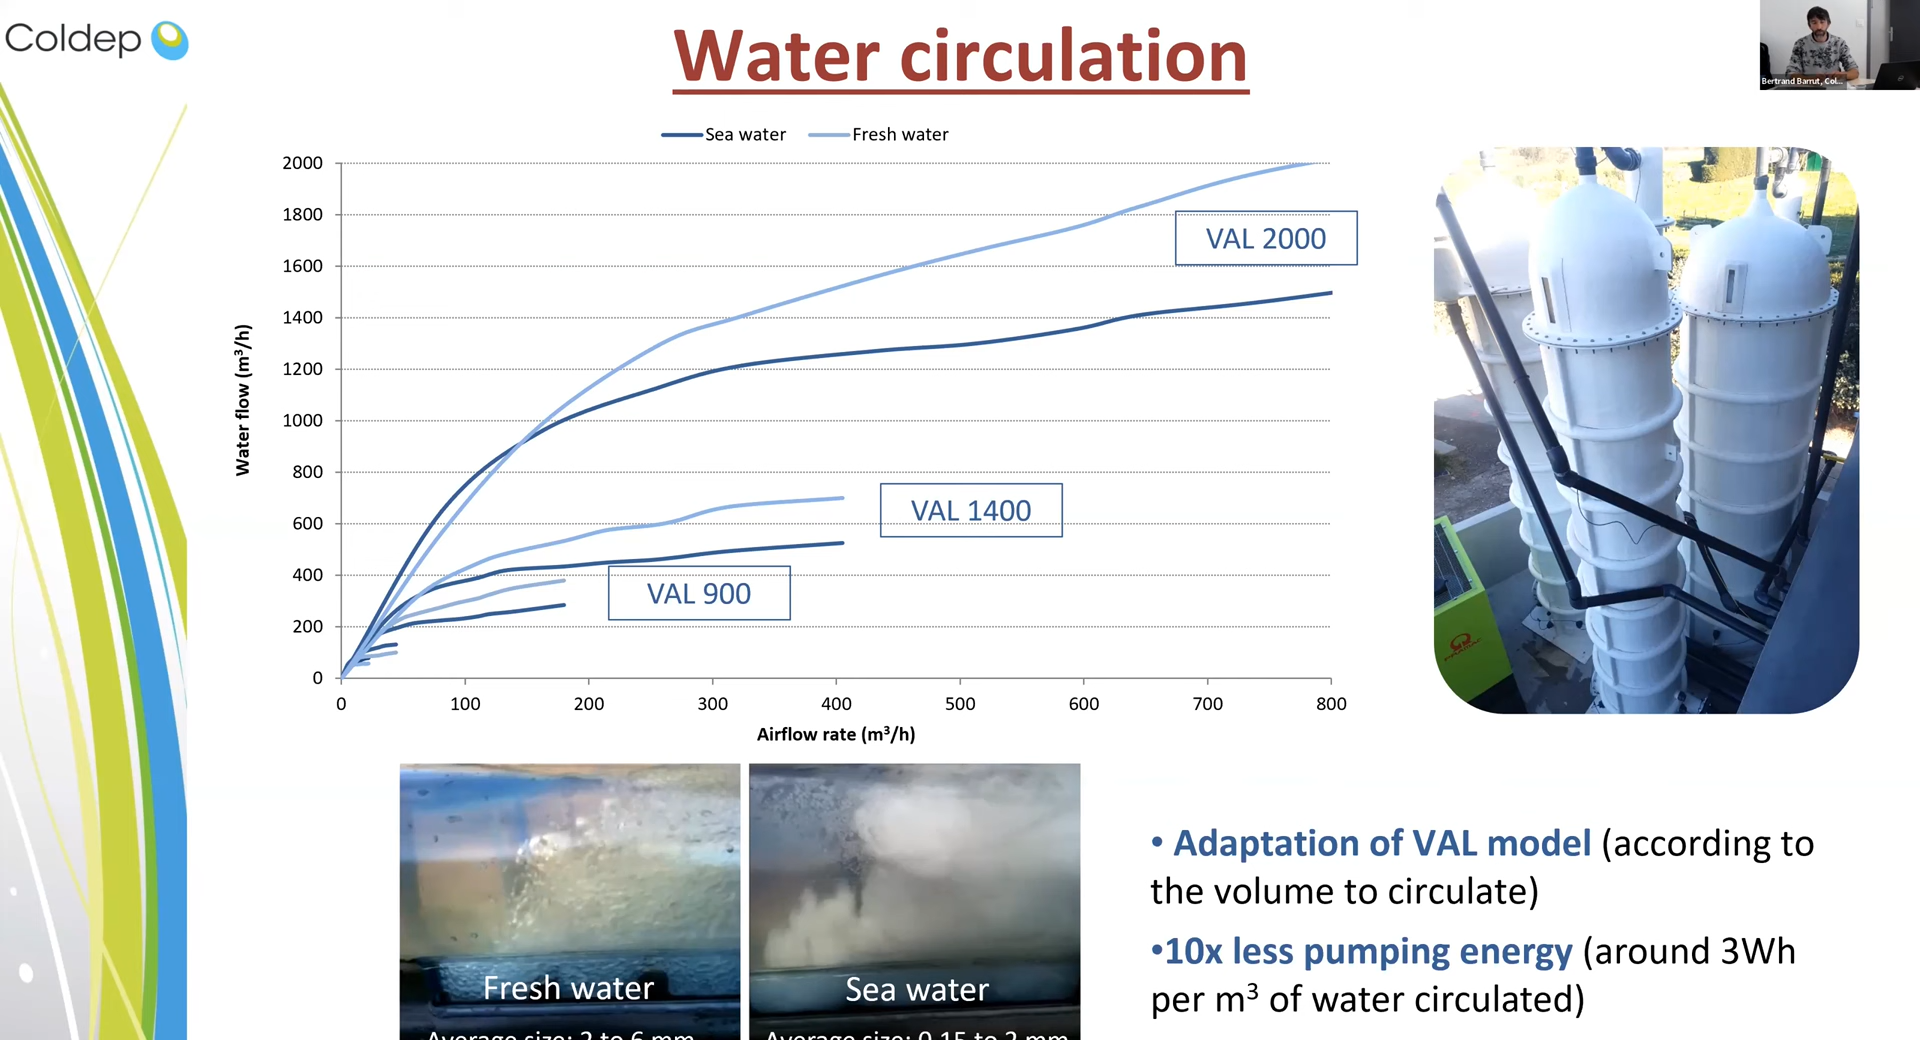 Coldep
Water circulation
Bertrand Barrut, Col...
Sea water
Fresh water
2000
1800
1600
1400
1200
1000
800
600
400
200
0
Water flow (m³/h)
VAL 2000
VAL 1400
VAL 900
0 100 200 300 400 500 600 700 800
Airflow rate (m³/h)
Fresh water
Average size: 2 to 6 mm
Sea water
Average size: 0,15 to 2 mm
• Adaptation of VAL model (according to
the volume to circulate)
•10x less pumping energy (around 3Wh
per m³ of water circulated)